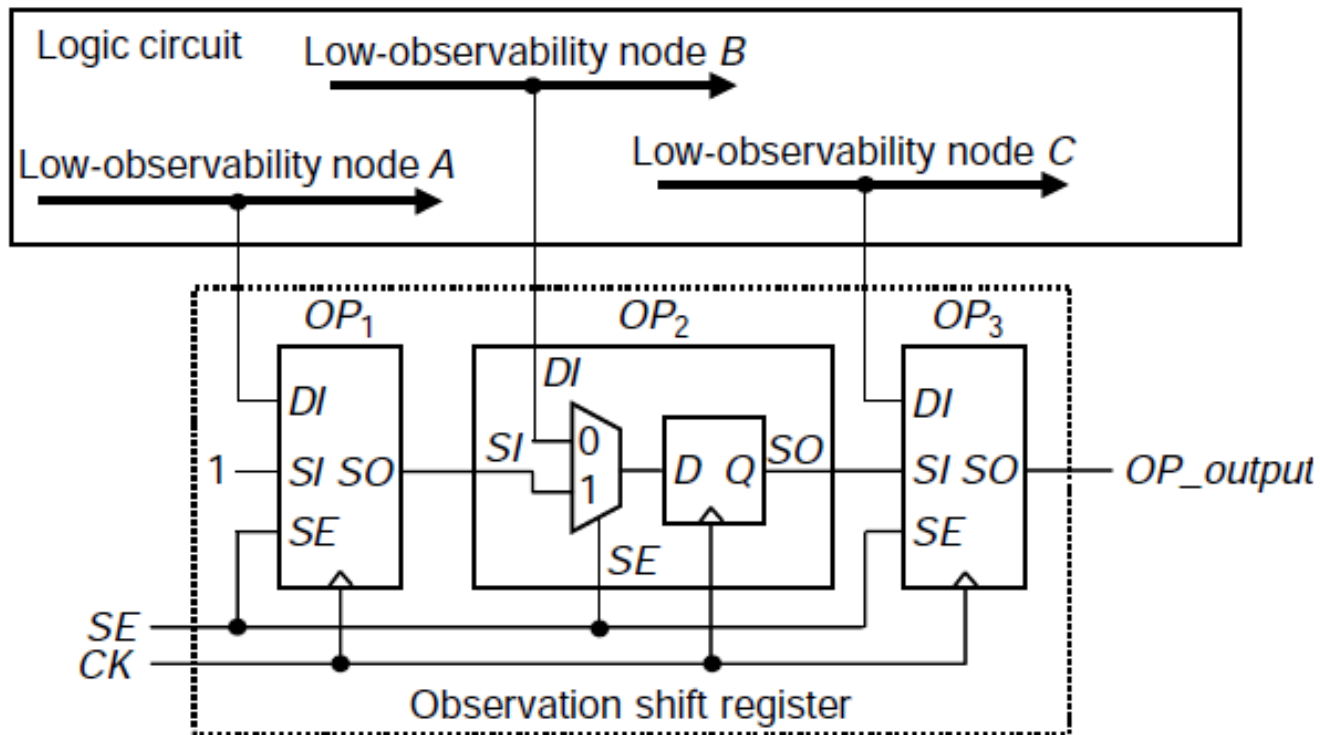 Logic circuit
Low-observability node B
Low-observability node A
Low-observability node C
OP₁
OP₂
OP₃
DI
SI SO
SE
1
SI
DI
0
1
SE
D Q
SO
DI
SI SO
SE
OP_output
SE
CK
Observation shift register